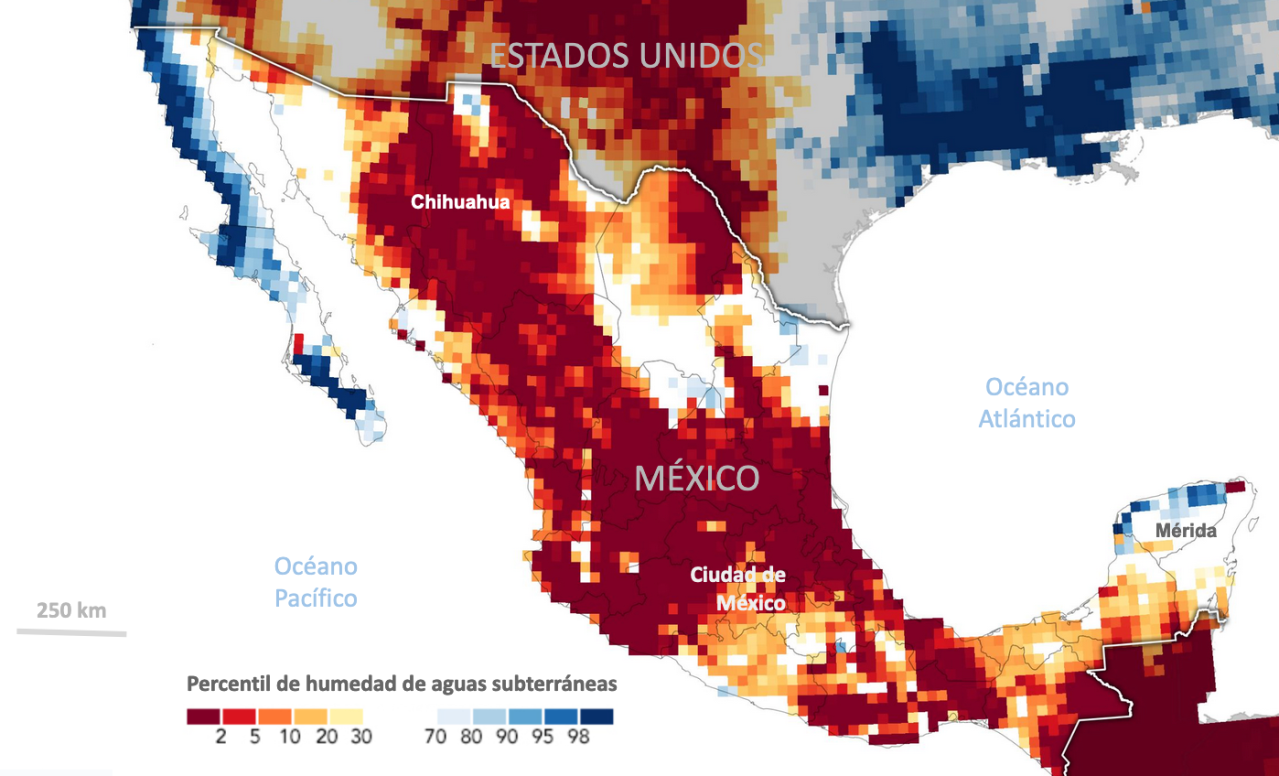 ESTADOS UNIDOS
Chihuahua
Océano
Atlántico
MÉXICO
Mérida
Ciudad de
México
Océano
Pacífico
250 km
Percentil de humedad de aguas subterráneas
2 5 10 20 30 70 80 90 95 98